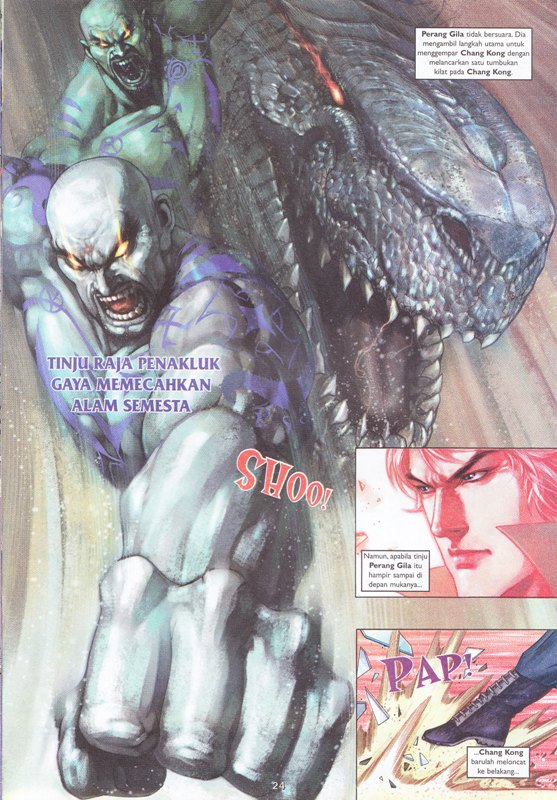 Perang Gila tidak bersuara. Dia
mengambil langkah utama untuk
menggempar Chang Kong dengan
melancarkan satu tumbukan
kilat pada Chang Kong.
TINJU RAJA PENAKLUK
GAYA MEMECAHKAN
ALAM SEMESTA
SHOO!
Namun, apabila tinju
Perang Gila itu
hampir sampai di
depan mukanya...
PAP!
...Chang Kong
barulah meloncat
ke belakang...
24